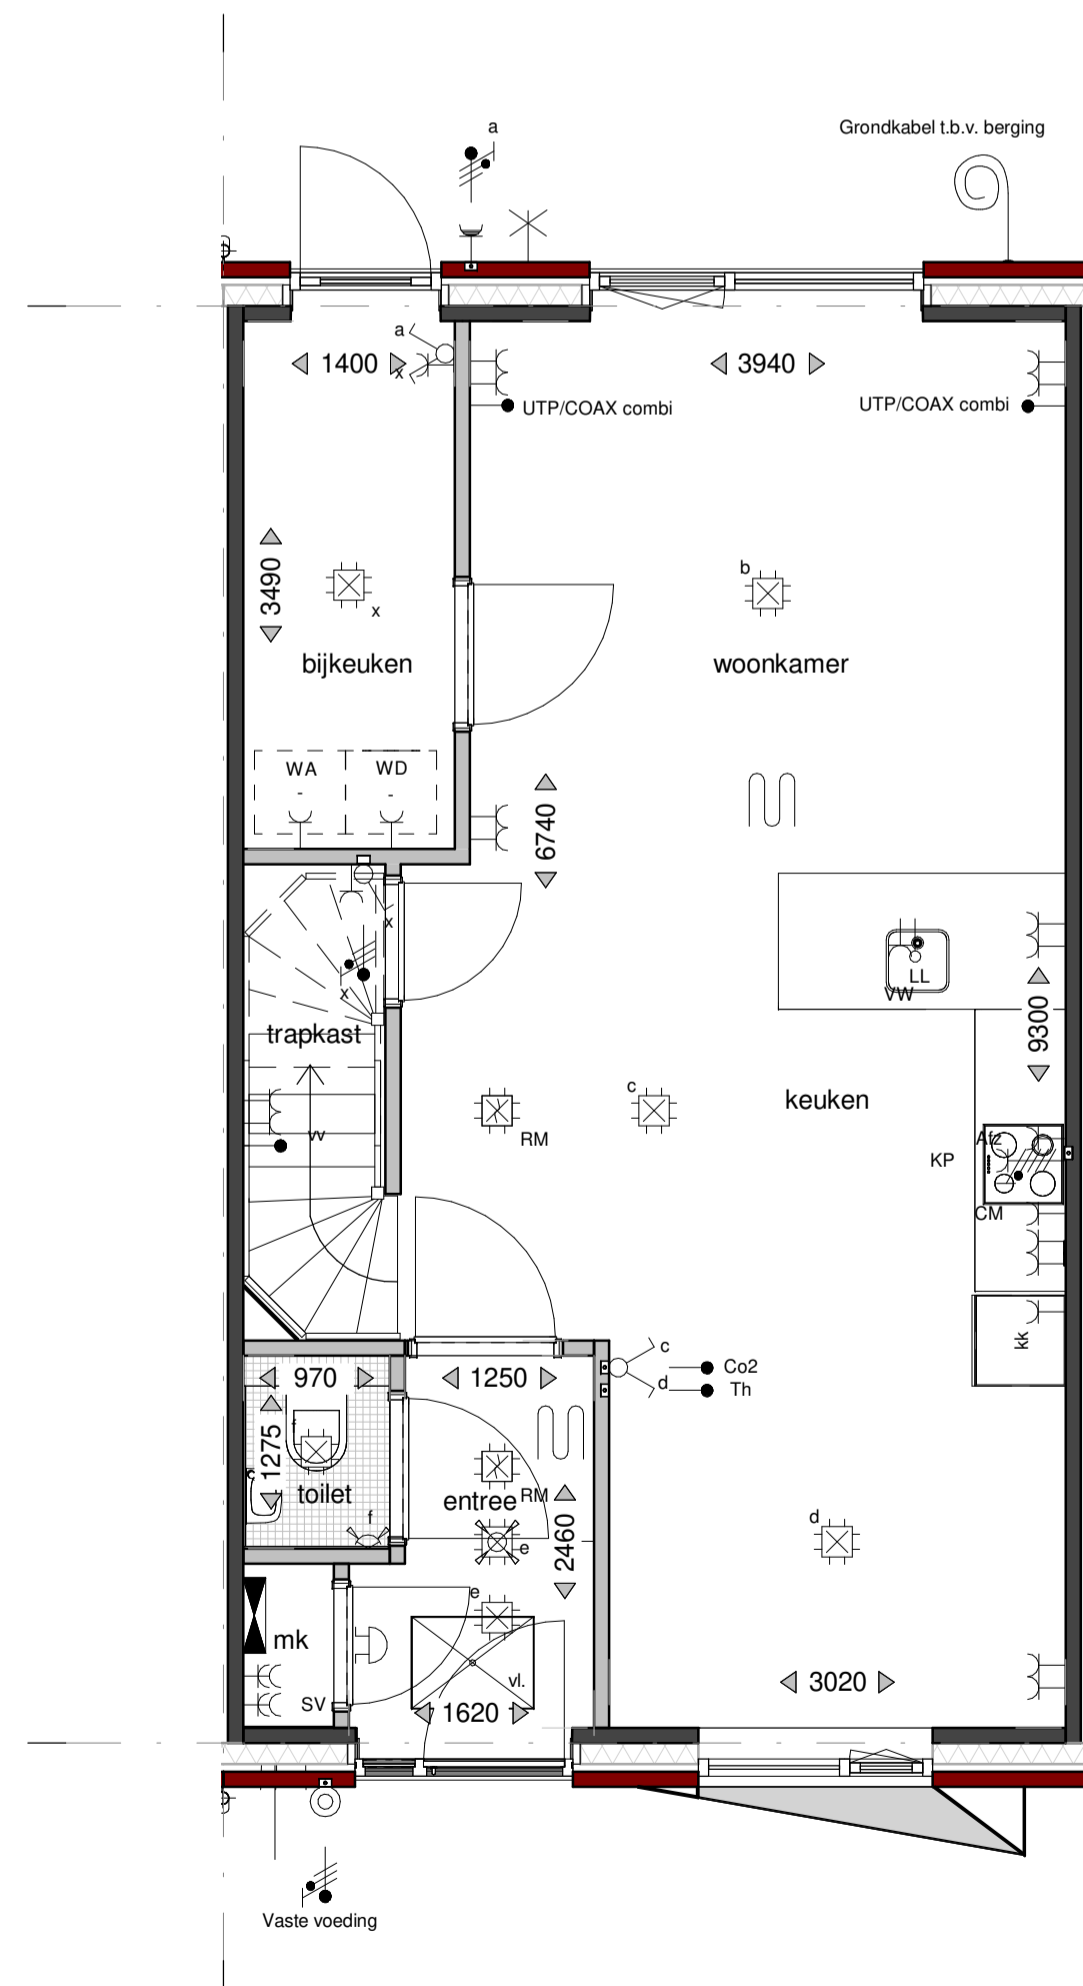 a
Grondkabel t.b.v. berging
a
1400
x
3940
UTP/COAX combi
UTP/COAX combi
3490
x
b
bijkeuken
woonkamer
WA
-
WD
-
6740
x
x
LL
VW
9300
trapkast
c
keuken
RM
vv
Afz
KP
CM
kk
970
1250
c
d
Co2
Th
1275
f
toilet
f
c
entree
RM
e
2460
d
e
mk
SV
vl.
1620
3020
Vaste voeding